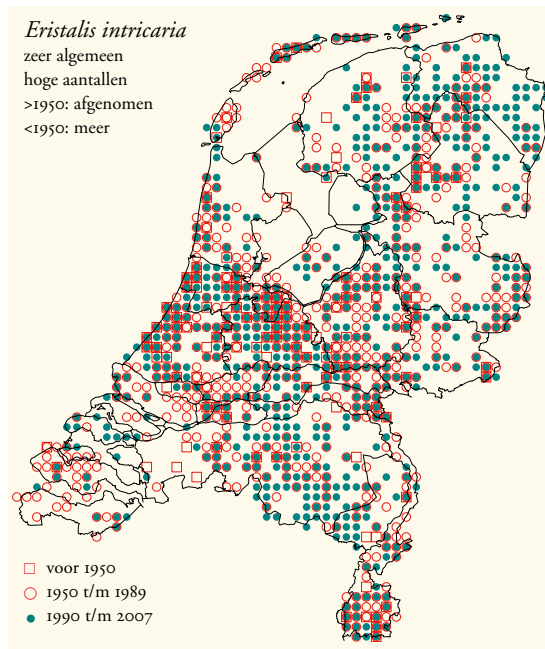 Eristalis intricaria
zeer algemeen
hoge aantallen
>1950: afgenomen
<1950: meer
voor 1950
1950 t/m 1989
1990 t/m 2007